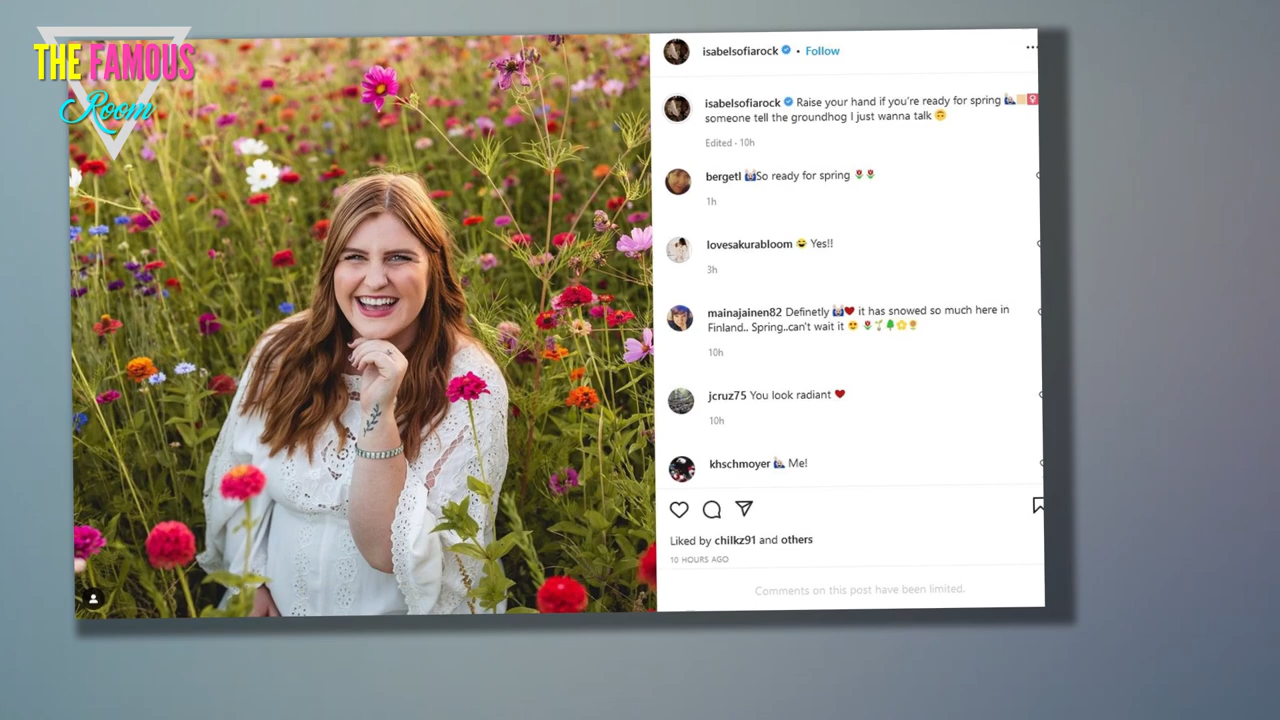 THE FAMOUS
Room
isabelsofiarock • Follow
isabelsofiarock Raise your hand if you're ready for spring 🙋🏼‍♀️
someone tell the groundhog I just wanna talk 🙃
Edited · 10h
bergetl 🙌So ready for spring 🌷🌷
1h
lovesakurabloom 😂 Yes!!
3h
mainajainen82 Definetly 🙌❤️ it has snowed so much here in
Finland.. Spring..can't wait it 😍 🌷🌱🌲🌼🌻
10h
jcruz75 You look radiant ❤️
10h
khschmoyer 🙋 Me!
Liked by chilkz91 and others
10 HOURS AGO
Comments on this post have been limited.